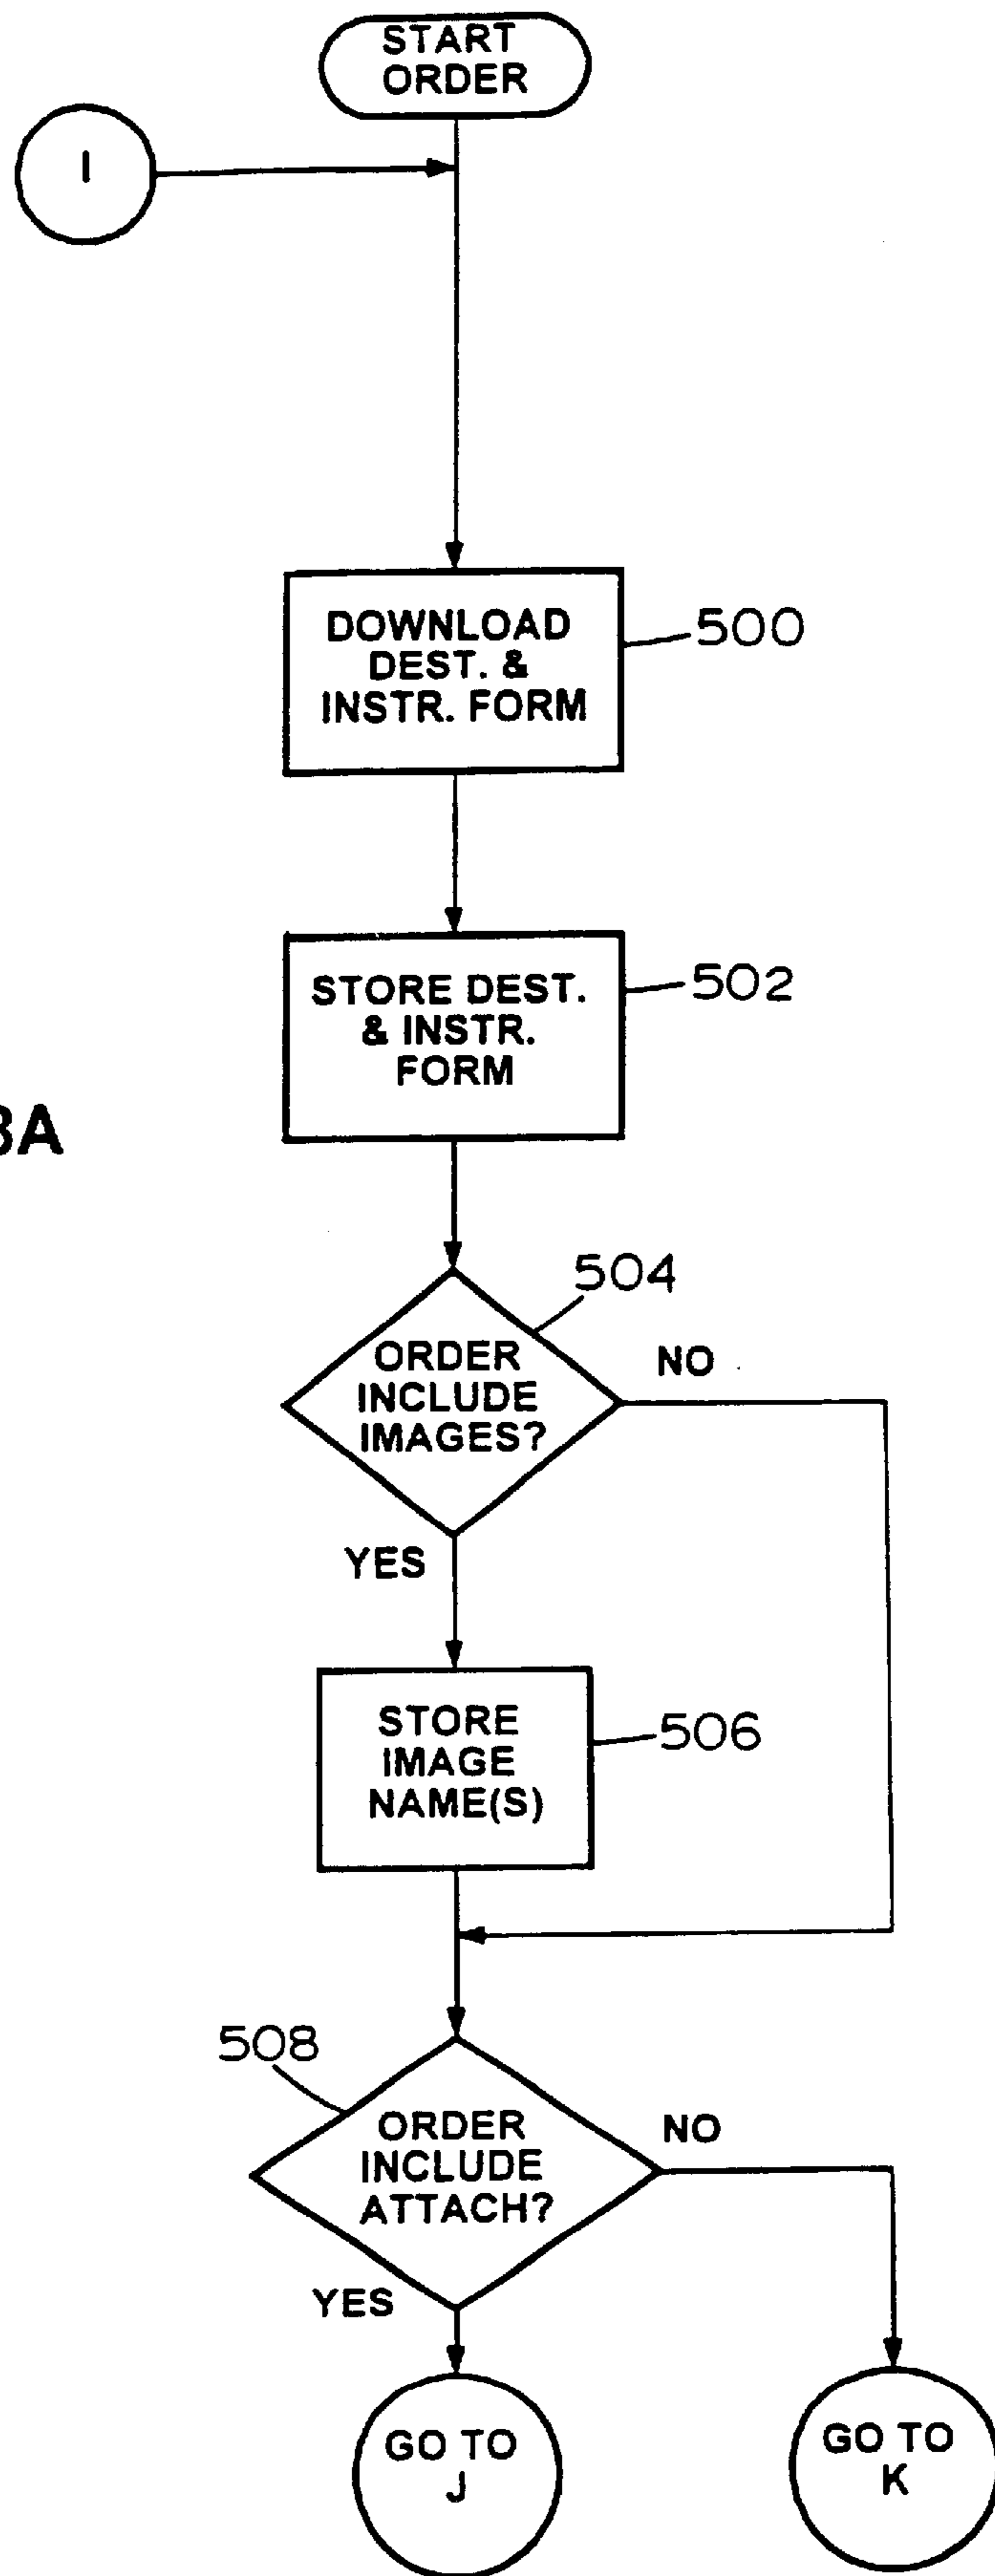 START
ORDER
I
DOWNLOAD
DEST. &
INSTR. FORM
500
STORE DEST.
& INSTR.
FORM
502
3A
504
ORDER
INCLUDE
IMAGES?
NO
YES
STORE
IMAGE
NAME(S)
506
508
ORDER
INCLUDE
ATTACH?
NO
YES
GO TO
J
GO TO
K